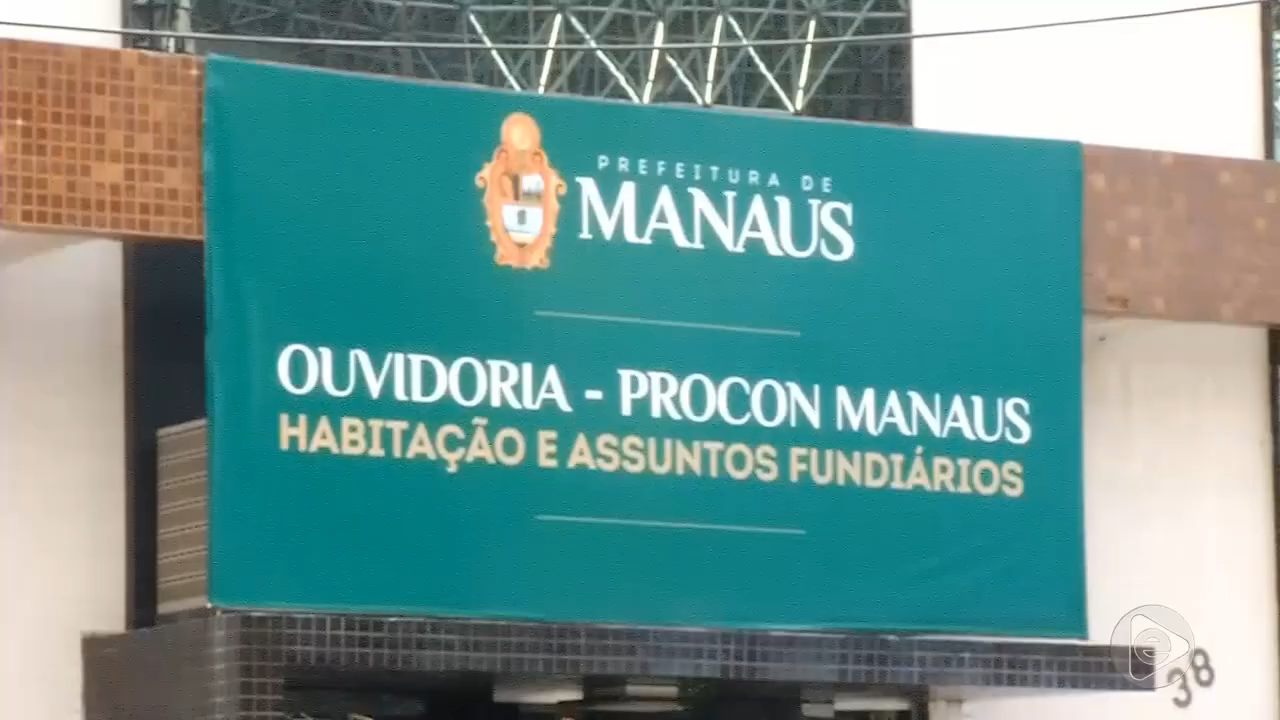 PREFEITURA DE
MANAUS
OUVIDORIA - PROCON MANAUS
HABITAÇÃO E ASSUNTOS FUNDIÁRIOS
e
38